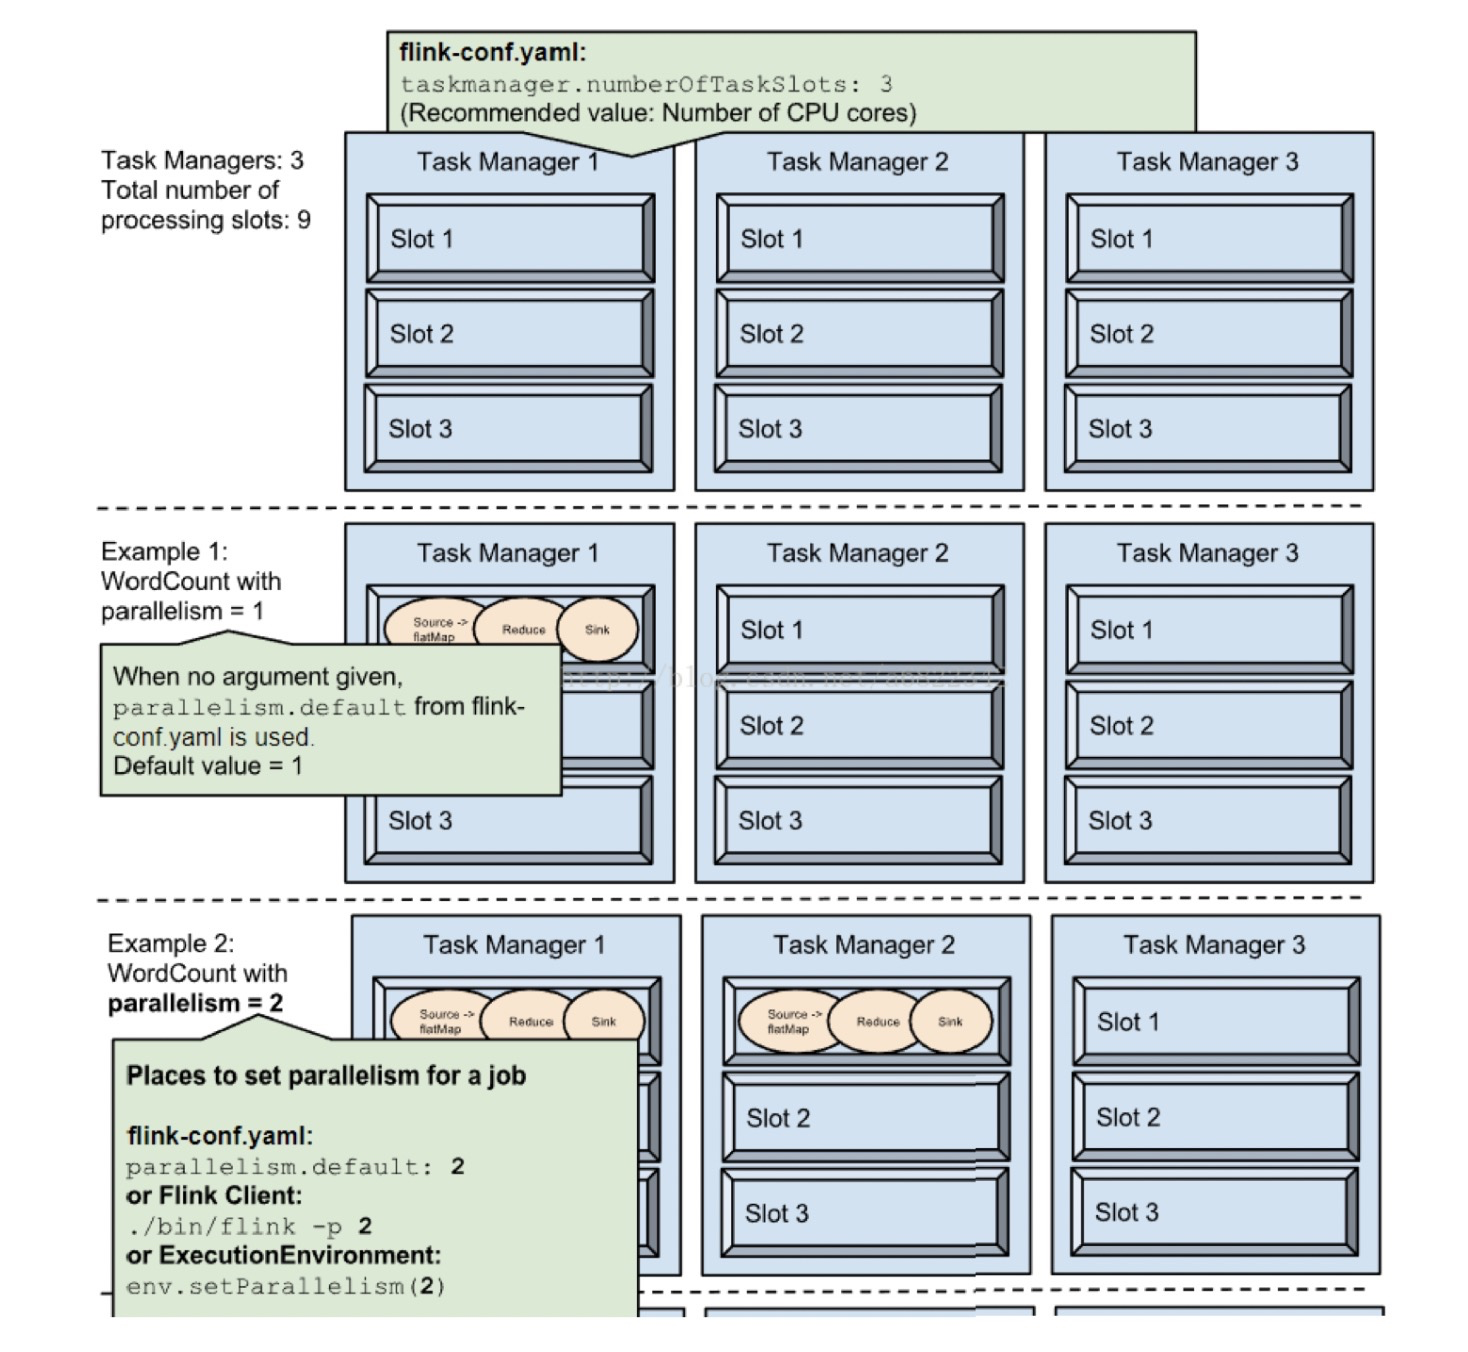 flink-conf.yaml:
taskmanager.numberOfTaskSlots: 3
(Recommended value: Number of CPU cores)
Task Managers: 3
Total number of
processing slots: 9
Task Manager 1
Slot 1
Slot 2
Slot 3
Task Manager 2
Slot 1
Slot 2
Slot 3
Task Manager 3
Slot 1
Slot 2
Slot 3
Example 1:
WordCount with
parallelism = 1
When no argument given,
parallelism.default from flink-
conf.yaml is used.
Default value = 1
Task Manager 1
Source ->
flatMap
Reduce
Sink
Slot 3
Task Manager 2
Slot 1
Slot 2
Slot 3
Task Manager 3
Slot 1
Slot 2
Slot 3
Example 2:
WordCount with
parallelism = 2
Places to set parallelism for a job
flink-conf.yaml:
parallelism.default: 2
or Flink Client:
./bin/flink -p 2
or ExecutionEnvironment:
env.setParallelism(2)
Task Manager 1
Source ->
flatMap
Reduce
Sink
Task Manager 2
Source ->
flatMap
Reduce
Sink
Slot 2
Slot 3
Task Manager 3
Slot 1
Slot 2
Slot 3